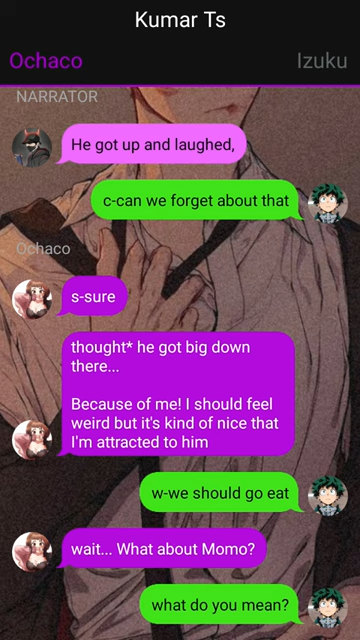 Kumar Ts
Ochaco
Izuku
NARRATOR
He got up and laughed,
c-can we forget about that
Ochaco
s-sure
thought* he got big down
there...
Because of me! I should feel
weird but it's kind of nice that
I'm attracted to him
w-we should go eat
wait... What about Momo?
what do you mean?